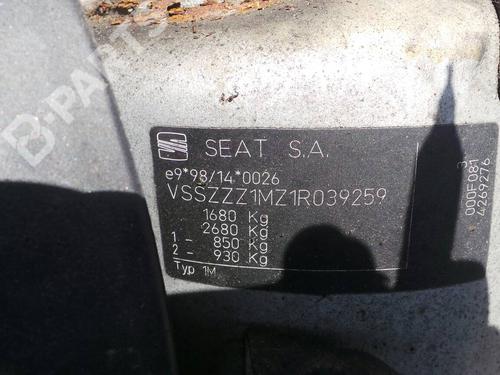 B-PARTS
SEAT S.A.
e9*98/14*0026
VSSZZZ1MZ1R039259
1680 Kg
2680 Kg
1 - 850 Kg
2 - 930 Kg
Typ 1M
000F0813
4269276